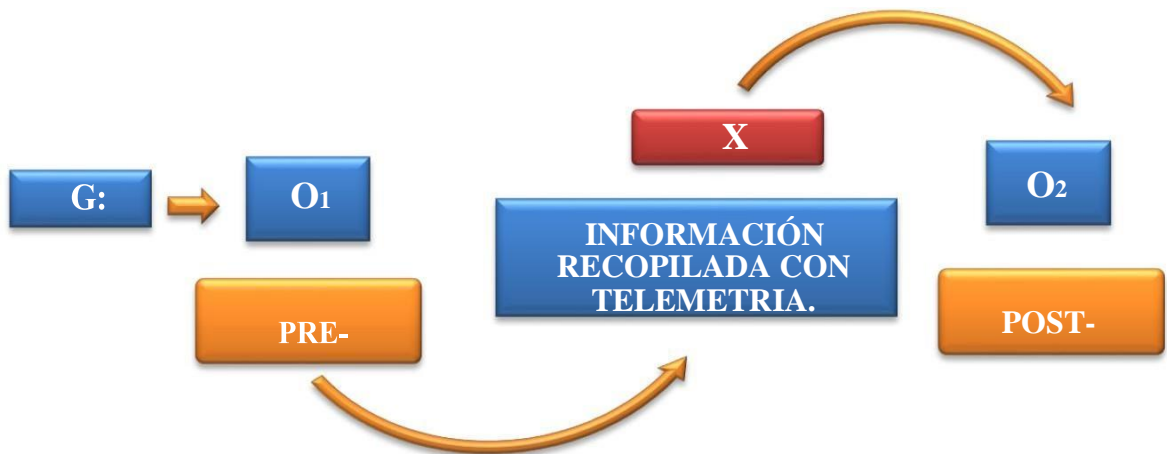 G:
O1
PRE-
X
INFORMACIÓN
RECOPILADA CON
TELEMETRIA.
O2
POST-